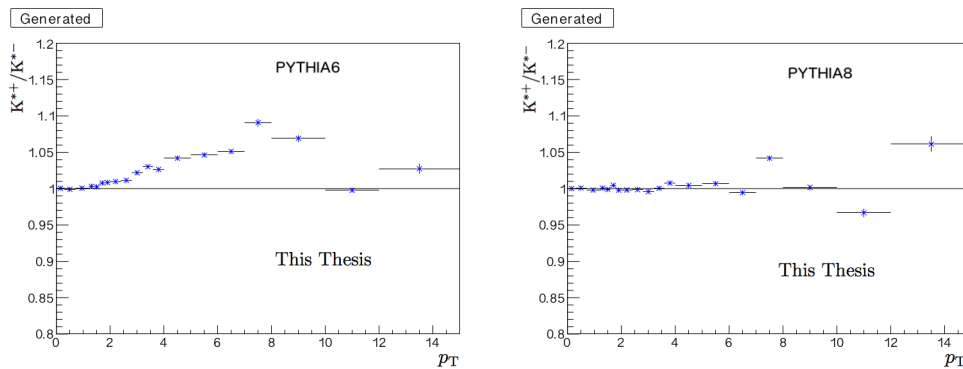 Generated
K*+/K*−
1.2
1.15
1.1
1.05
1
0.95
0.9
0.85
0.8
PYTHIA6
This Thesis
0 2 4 6 8 10 12 14
pT
Generated
K*+/K*−
1.2
1.15
1.1
1.05
1
0.95
0.9
0.85
0.8
PYTHIA8
This Thesis
0 2 4 6 8 10 12 14
pT